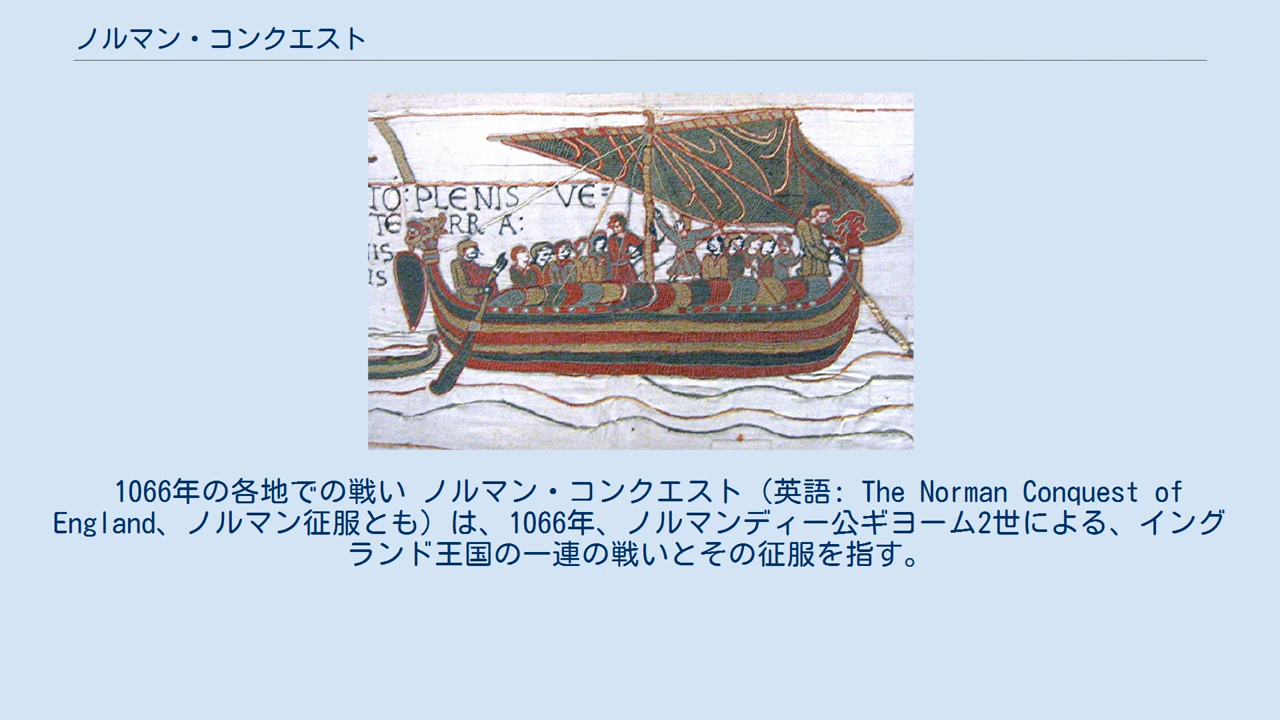 ノルマン・コンクエスト
TO:PLENIS VE=
TE RRA:
IS
IS
1066年の各地での戦い ノルマン・コンクエスト（英語: The Norman Conquest of
England、ノルマン征服とも）は、1066年、ノルマンディー公ギヨーム2世による、イング
ランド王国の一連の戦いとその征服を指す。